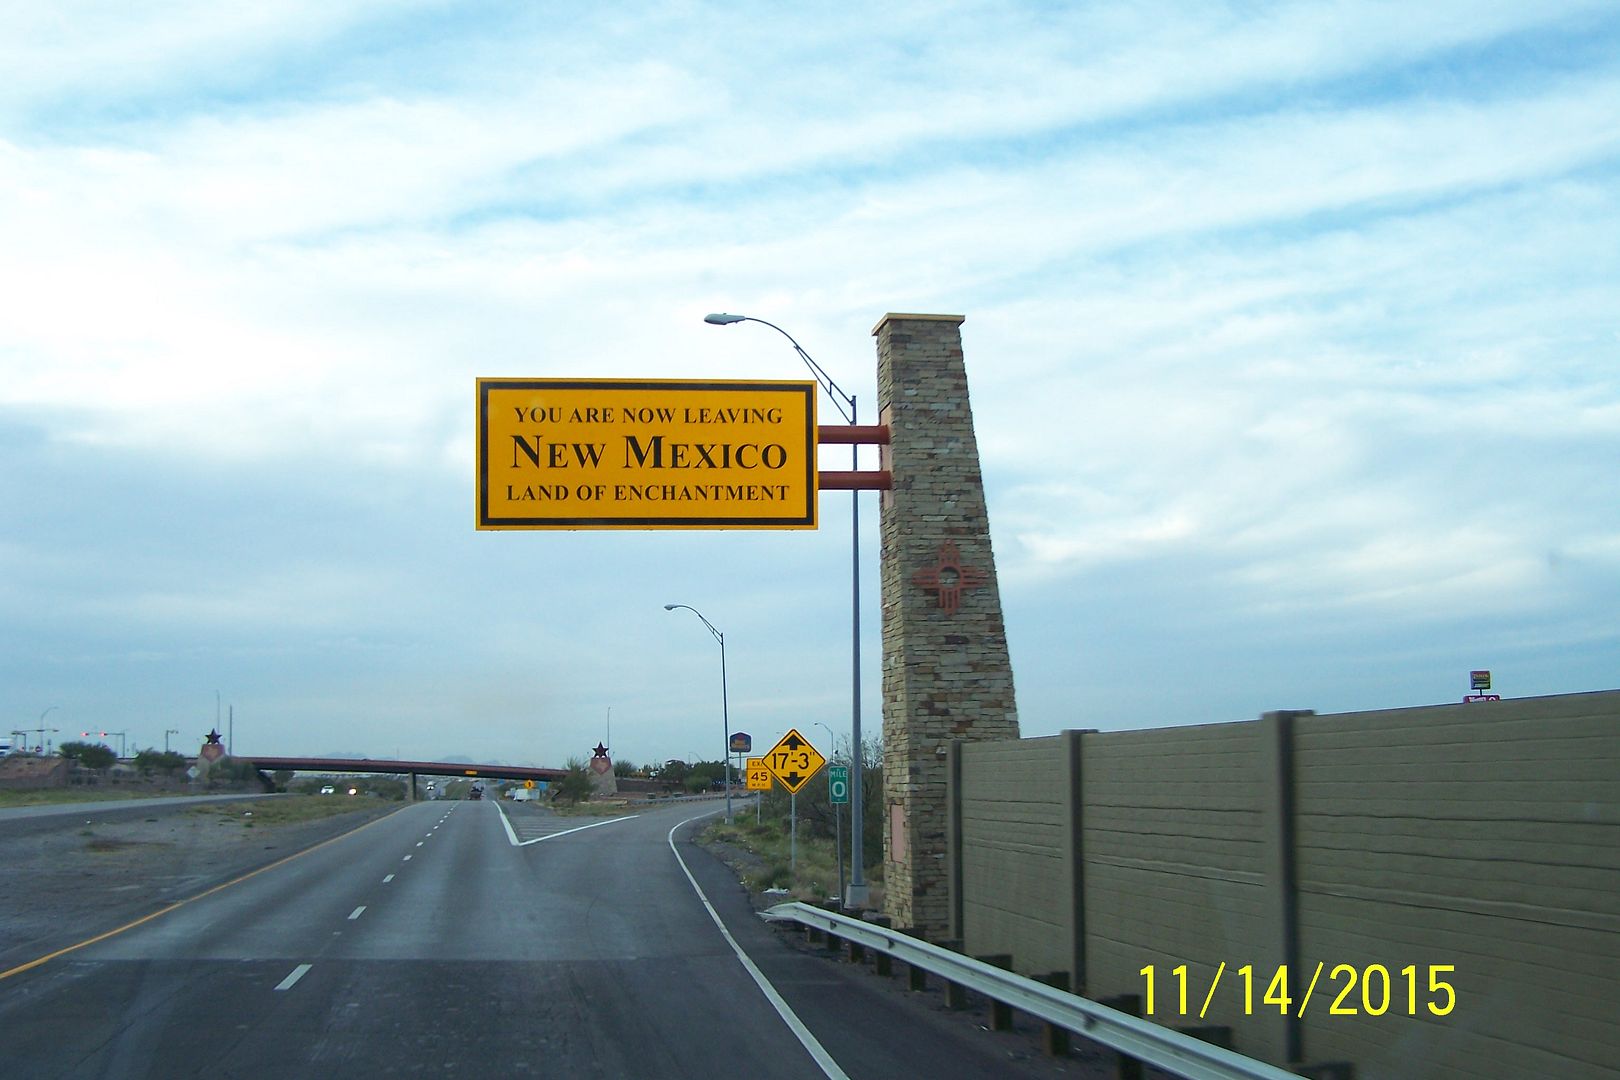 YOU ARE NOW LEAVING
NEW MEXICO
LAND OF ENCHANTMENT
17'-3"
45
MILE
0
11/14/2015